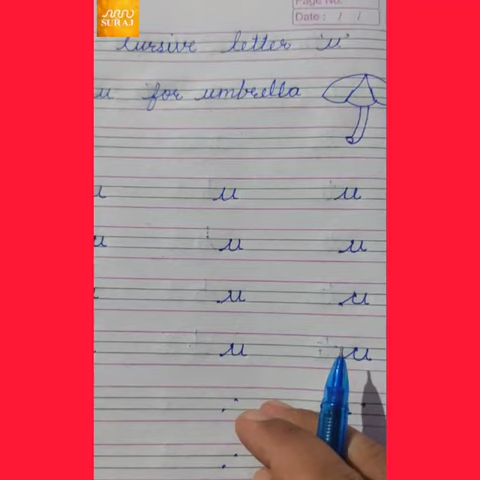 SURAJ
Page No.
Date : / /
cursive letter 'u'
u for umbrella
u u u
u u u
u u
u u